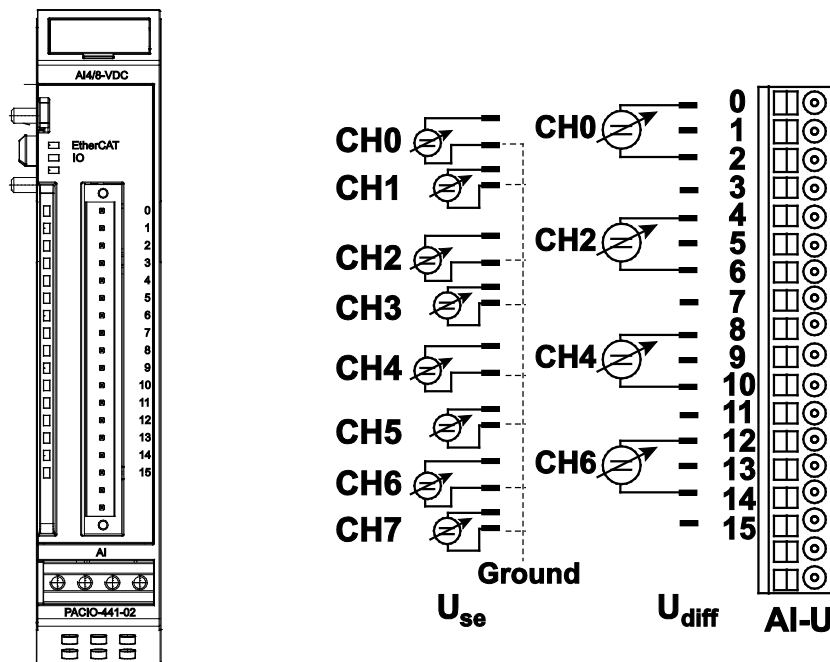 AI4/8-VDC
EtherCAT
IO
0
1
2
3
4
5
6
7
8
9
10
11
12
13
14
15
AI
PACIO-441-02
CH0
CH1
CH2
CH3
CH4
CH5
CH6
CH7
Ground
Use
CH0
CH2
CH4
CH6
Udiff
0
1
2
3
4
5
6
7
8
9
10
11
12
13
14
15
AI-U